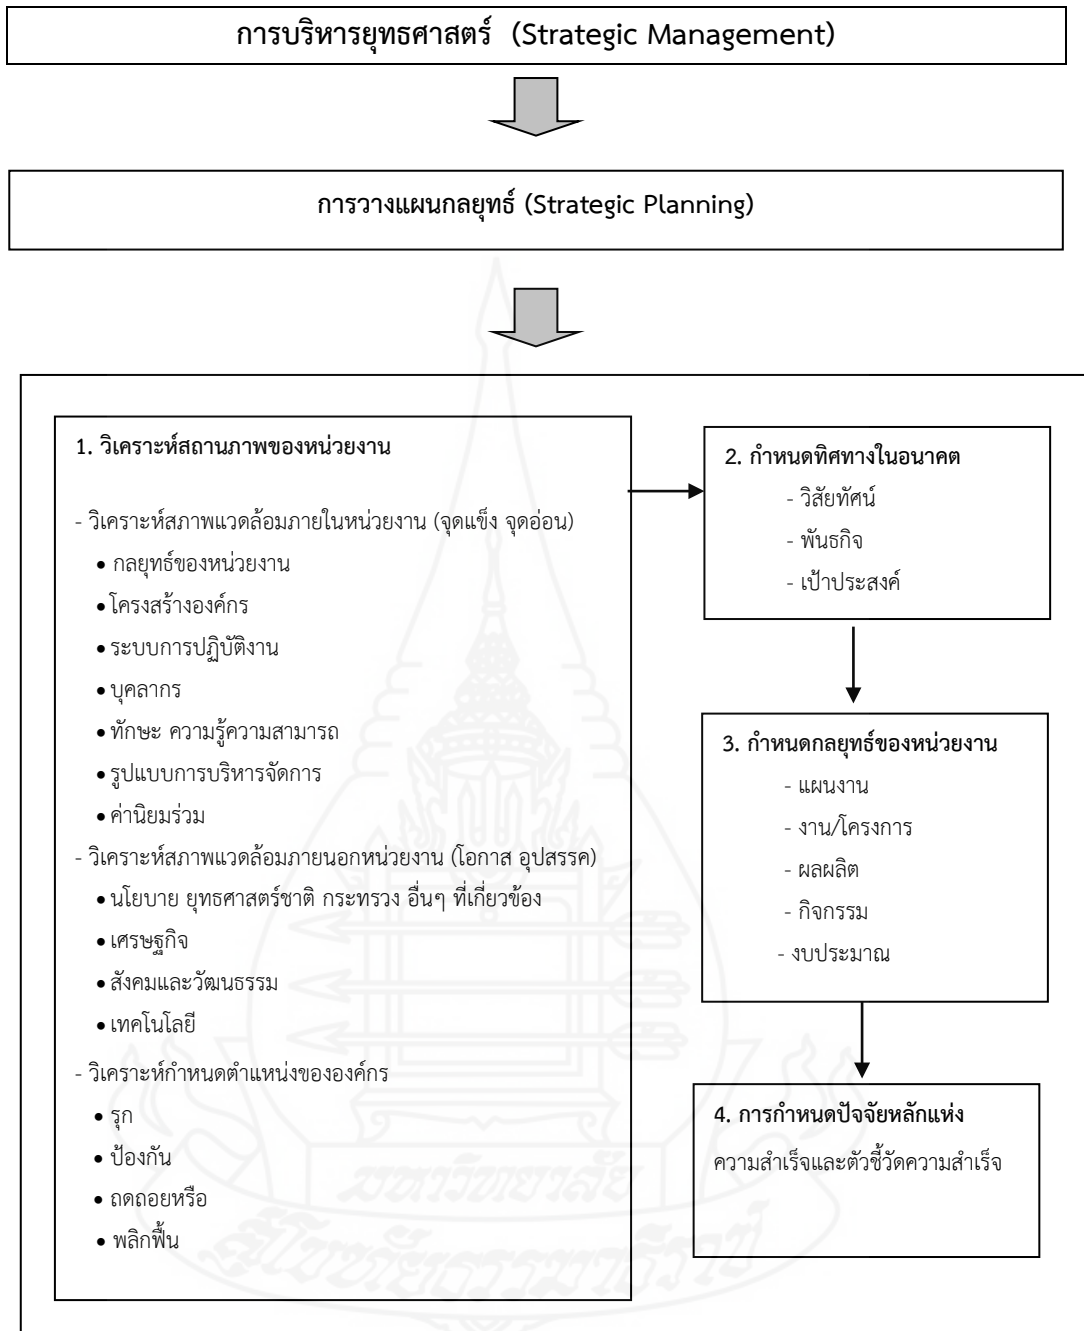 การบริหารยุทธศาสตร์ (Strategic Management)
การวางแผนกลยุทธ์ (Strategic Planning)
1. วิเคราะห์สถานภาพของหน่วยงาน
- วิเคราะห์สภาพแวดล้อมภายในหน่วยงาน (จุดแข็ง จุดอ่อน)
• กลยุทธ์ของหน่วยงาน
• โครงสร้างองค์กร
• ระบบการปฏิบัติงาน
• บุคลากร
• ทักษะ ความรู้ความสามารถ
• รูปแบบการบริหารจัดการ
• ค่านิยมร่วม
- วิเคราะห์สภาพแวดล้อมภายนอกหน่วยงาน (โอกาส อุปสรรค)
• นโยบาย ยุทธศาสตร์ชาติ กระทรวง อื่นๆ ที่เกี่ยวข้อง
• เศรษฐกิจ
• สังคมและวัฒนธรรม
• เทคโนโลยี
- วิเคราะห์กำหนดตำแหน่งขององค์กร
• รุก
• ป้องกัน
• ถดถอยหรือ
• พลิกฟื้น
2. กำหนดทิศทางในอนาคต
- วิสัยทัศน์
- พันธกิจ
- เป้าประสงค์
3. กำหนดกลยุทธ์ของหน่วยงาน
- แผนงาน
- งาน/โครงการ
- ผลผลิต
- กิจกรรม
- งบประมาณ
4. การกำหนดปัจจัยหลักแห่ง
ความสำเร็จและตัวชี้วัดความสำเร็จ
มหาวิทยาลัย
สุโขทัยธรรมาธิราช